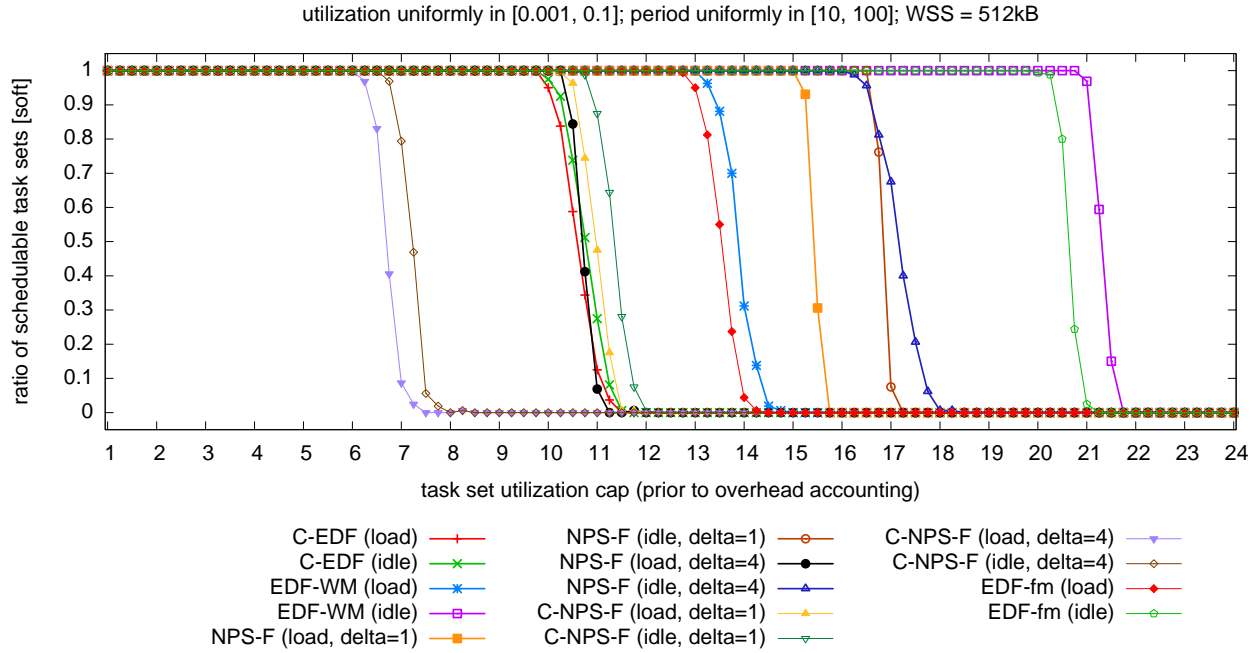 utilization uniformly in [0.001, 0.1]; period uniformly in [10, 100]; WSS = 512kB
ratio of schedulable task sets [soft]
1
0.9
0.8
0.7
0.6
0.5
0.4
0.3
0.2
0.1
0
1 2 3 4 5 6 7 8 9 10 11 12 13 14 15 16 17 18 19 20 21 22 23 24
task set utilization cap (prior to overhead accounting)
C-EDF (load)
C-EDF (idle)
EDF-WM (load)
EDF-WM (idle)
NPS-F (load, delta=1)
NPS-F (idle, delta=1)
NPS-F (load, delta=4)
NPS-F (idle, delta=4)
C-NPS-F (load, delta=1)
C-NPS-F (idle, delta=1)
C-NPS-F (load, delta=4)
C-NPS-F (idle, delta=4)
EDF-fm (load)
EDF-fm (idle)